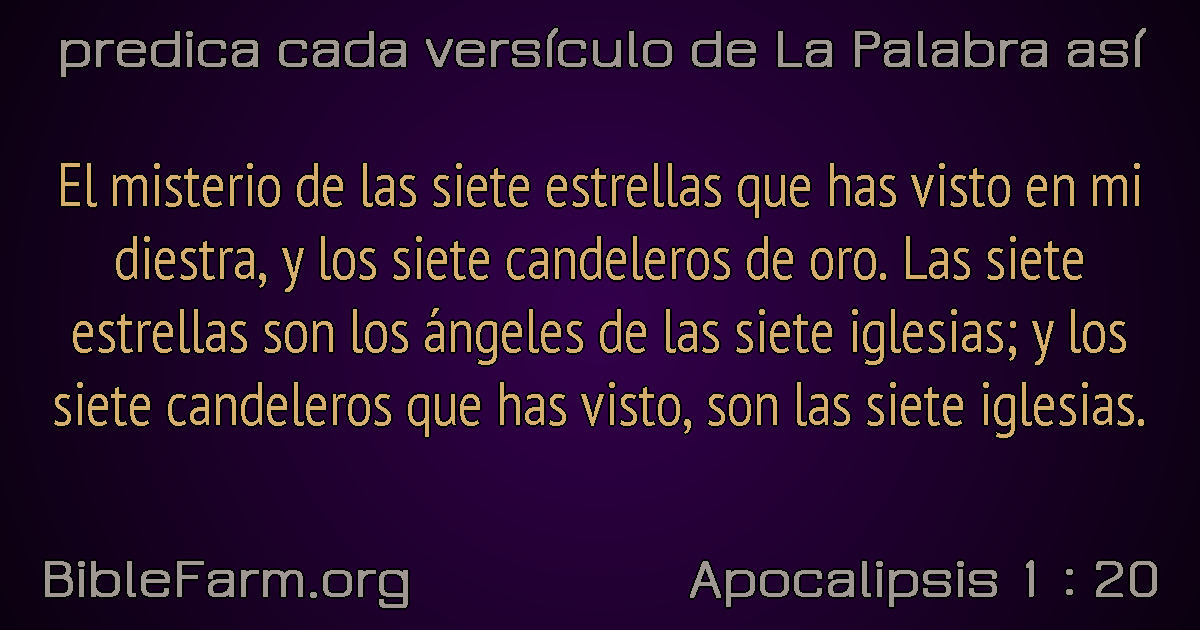 predica cada versículo de La Palabra así
El misterio de las siete estrellas que has visto en mi
diestra, y los siete candeleros de oro. Las siete
estrellas son los ángeles de las siete iglesias; y los
siete candeleros que has visto, son las siete iglesias.
BibleFarm.org
Apocalipsis 1 : 20